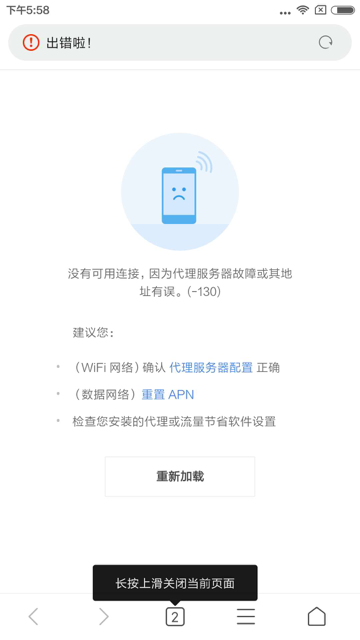 下午5:58
出错啦！
没有可用连接，因为代理服务器故障或其地
址有误。(-130)
建议您：
• （WiFi 网络）确认 代理服务器配置 正确
• （数据网络）重置 APN
• 检查您安装的代理或流量节省软件设置
重新加载
长按上滑关闭当前页面
2